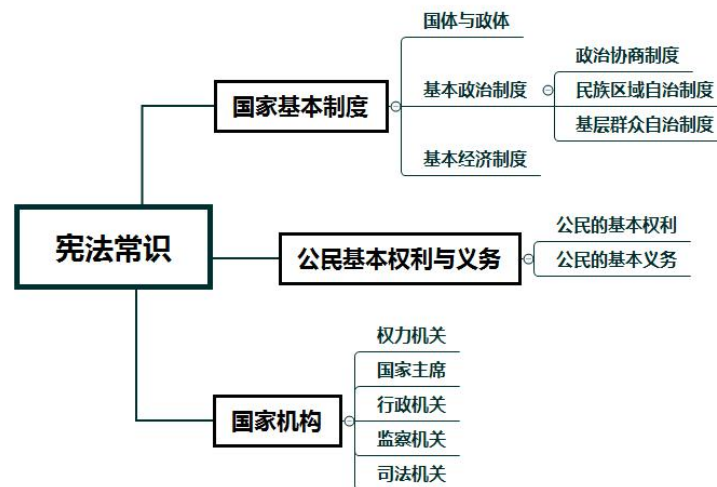 宪法常识
国家基本制度
国体与政体
基本政治制度
政治协商制度
民族区域自治制度
基层群众自治制度
基本经济制度
公民基本权利与义务
公民的基本权利
公民的基本义务
国家机构
权力机关
国家主席
行政机关
监察机关
司法机关